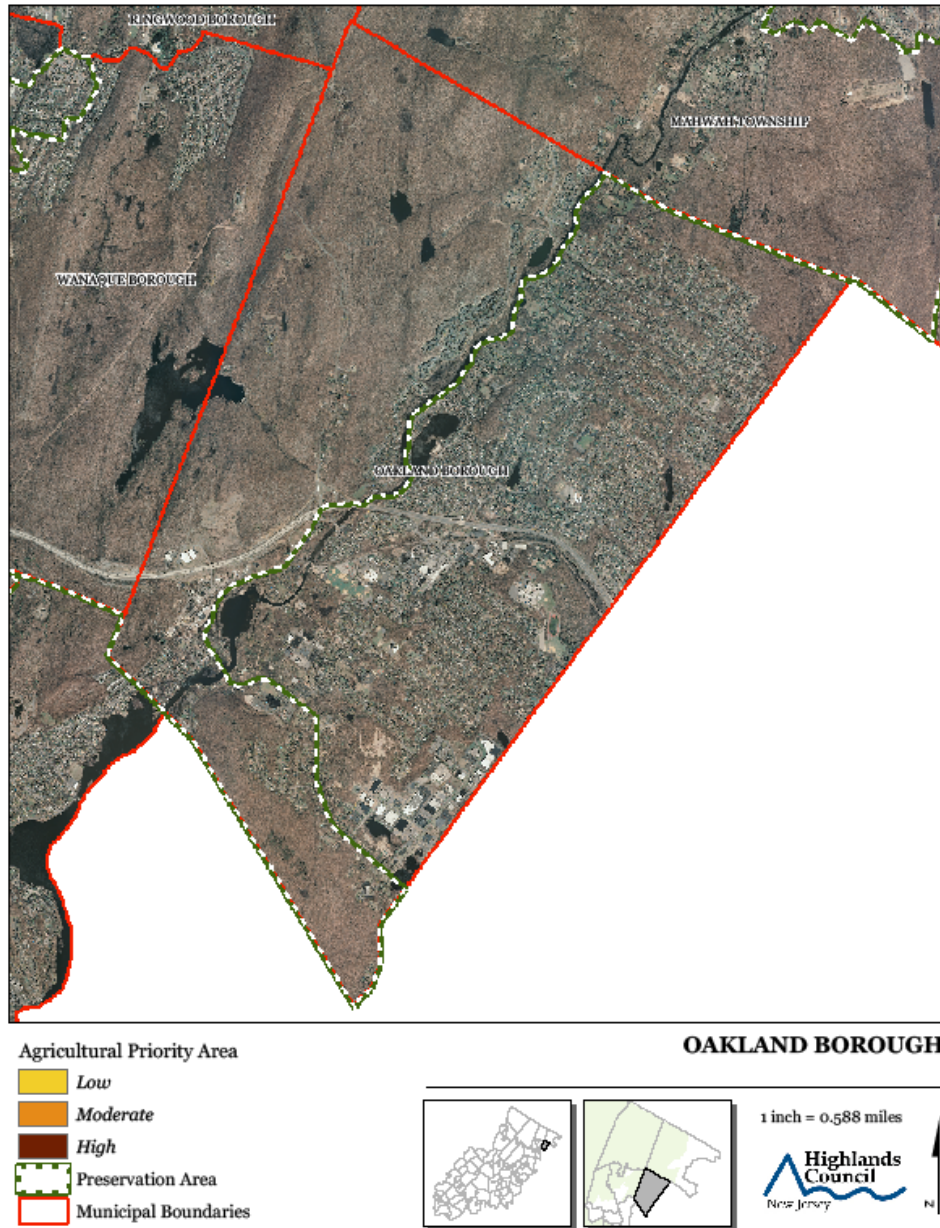 RINGWOOD BOROUGH
MAHWAH TOWNSHIP
WANAQUE BOROUGH
OAKLAND BOROUGH
Agricultural Priority Area
Low
Moderate
High
Preservation Area
Municipal Boundaries
OAKLAND BOROUGH
1 inch = 0.588 miles
Highlands
Council
New Jersey
N